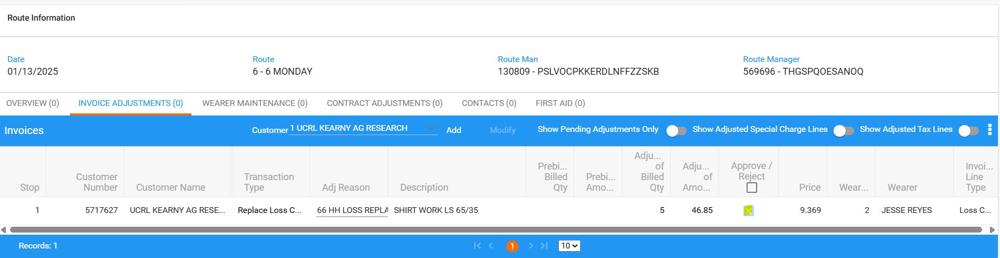 Route Information
Date
01/13/2025
Route
6 - 6 MONDAY
Route Man
130809 - PSLVOCPKKERDLNFFZZSKB
Route Manager
569696 - THGSPQOESANOQ
OVERVIEW (0) INVOICE ADJUSTMENTS (0) WEARER MAINTENANCE (0) CONTRACT ADJUSTMENTS (0) CONTACTS (0) FIRST AID (0)
Invoices Customer 1 UCRL KEARNY AG RESEARCH Add Modify Show Pending Adjustments Only Show Adjusted Special Charge Lines Show Adjusted Tax Lines
Stop
Customer
Number
Customer Name
Transaction
Type
Adj Reason
Description
Prebi...
Billed
Qty
Prebi...
Amo...
Adju...
of
Billed
Qty
Adju...
of
Amo...
Approve /
Reject
Price
Wear...
Wearer
Invoi...
Line
Type
1 5717627 UCRL KEARNY AG RESE... Replace Loss C... 66 HH LOSS REPLA SHIRT WORK LS 65/35 5 46.85 9.369 2 JESSE REYES Loss C...
Records: 1 1 10